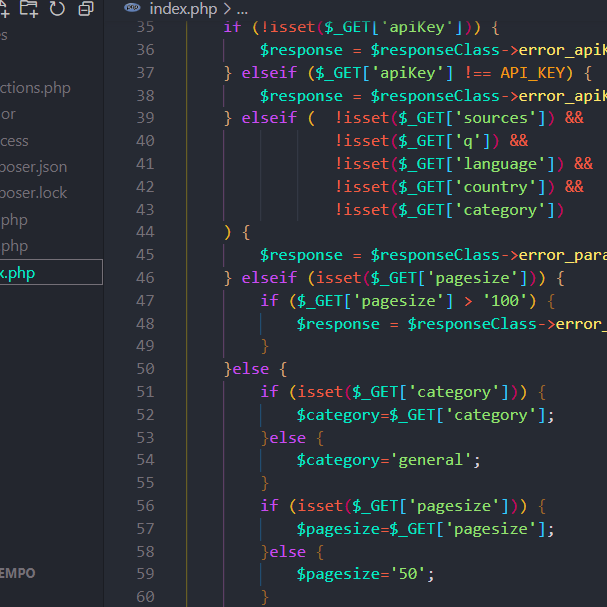 index.php > ...
es
ctions.php
or
cess
poser.json
poser.lock
php
php
x.php
EMPO
35 if (!isset($_GET['apiKey'])) {
36 $response = $responseClass->error_apiK
37 } elseif ($_GET['apiKey'] !== API_KEY) {
38 $response = $responseClass->error_apiK
39 } elseif ( !isset($_GET['sources']) &&
40 !isset($_GET['q']) &&
41 !isset($_GET['language']) &&
42 !isset($_GET['country']) &&
43 !isset($_GET['category'])
44 ) {
45 $response = $responseClass->error_para
46 } elseif (isset($_GET['pagesize'])) {
47 if ($_GET['pagesize'] > '100') {
48 $response = $responseClass->error_
49 }
50 }else {
51 if (isset($_GET['category'])) {
52 $category=$_GET['category'];
53 }else {
54 $category='general';
55 }
56 if (isset($_GET['pagesize'])) {
57 $pagesize=$_GET['pagesize'];
58 }else {
59 $pagesize='50';
60 }